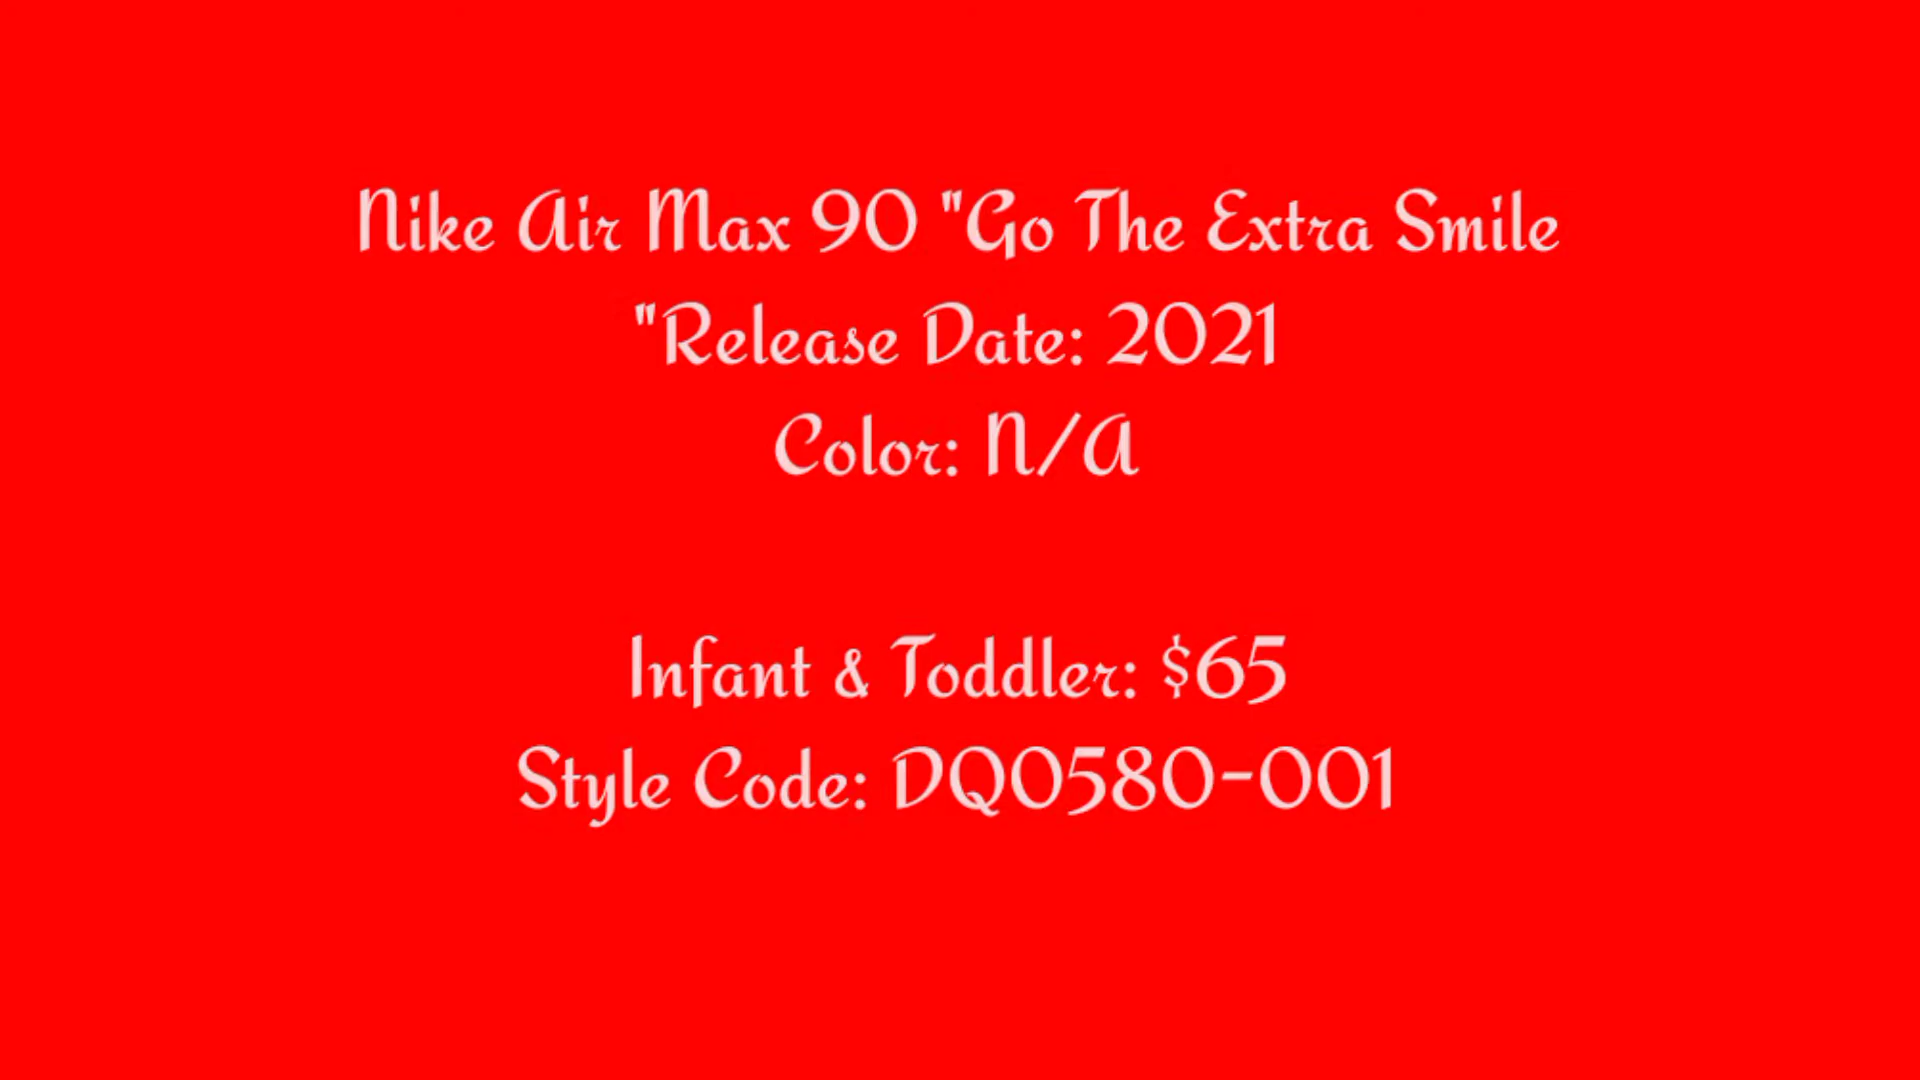 Nike Air Max 90 "Go The Extra Smile
"Release Date: 2021
Color: N/A
Infant & Toddler: $65
Style Code: DQ0580-001